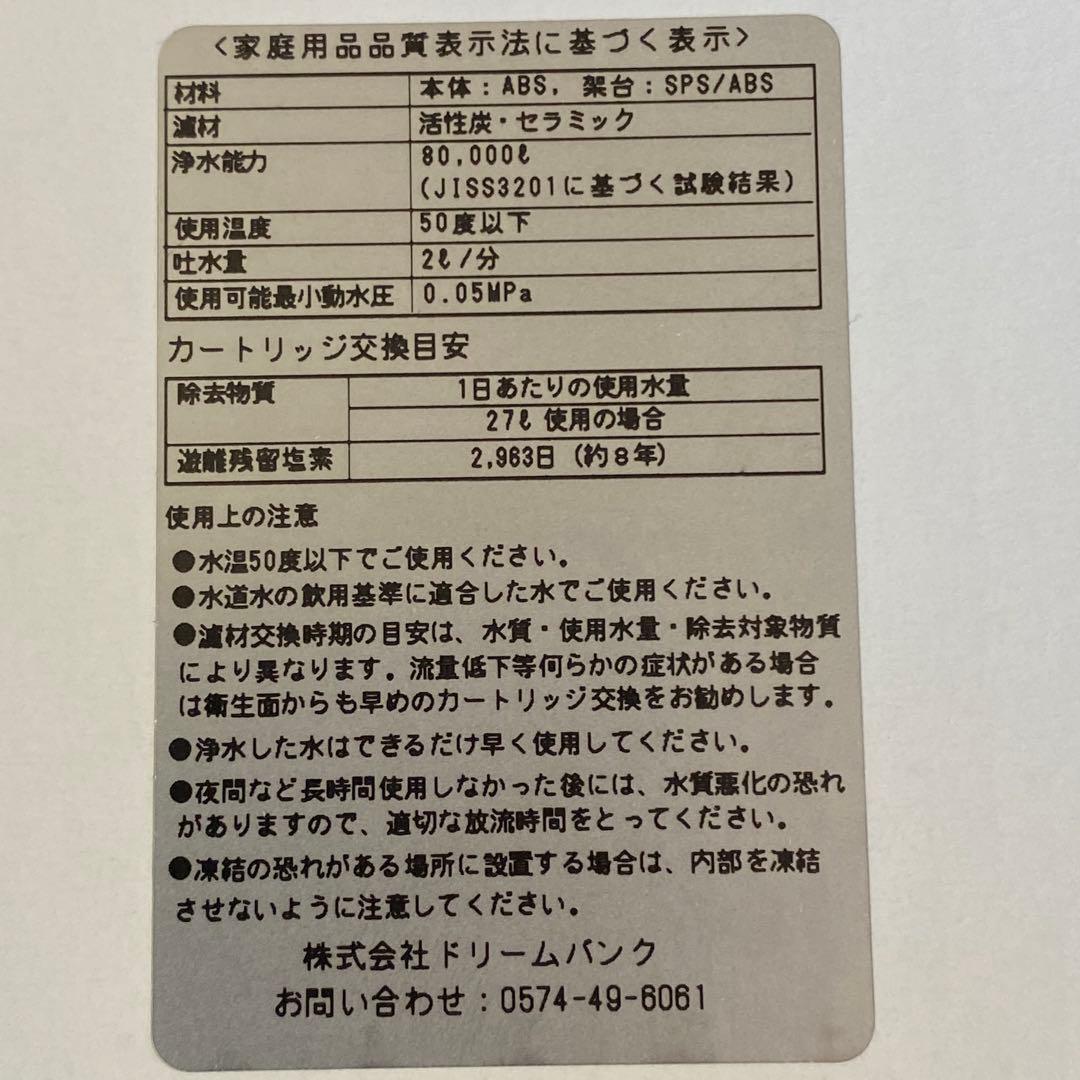 <家庭用品品質表示法に基づく表示>
材料 本体：ABS, 架台：SPS/ABS
濾材 活性炭・セラミック
浄水能力 80,000ℓ
(JISS3201に基づく試験結果)
使用温度 50度以下
吐水量 2ℓ/分
使用可能最小動水圧 0.05MPa
カートリッジ交換目安
除去物質 1日あたりの使用水量
27ℓ 使用の場合
遊離残留塩素 2,963日 (約8年)
使用上の注意
●水温50度以下でご使用ください。
●水道水の飲用基準に適合した水でご使用ください。
●濾材交換時期の目安は、水質・使用水量・除去対象物質
により異なります。流量低下等何らかの症状がある場合
は衛生面からも早めのカートリッジ交換をお勧めします。
●浄水した水はできるだけ早く使用してください。
●夜間など長時間使用しなかった後には、水質悪化の恐れ
がありますので、適切な放流時間をとってください。
●凍結の恐れがある場所に設置する場合は、内部を凍結
させないように注意してください。
株式会社ドリームバンク
お問い合わせ：0574-49-6061